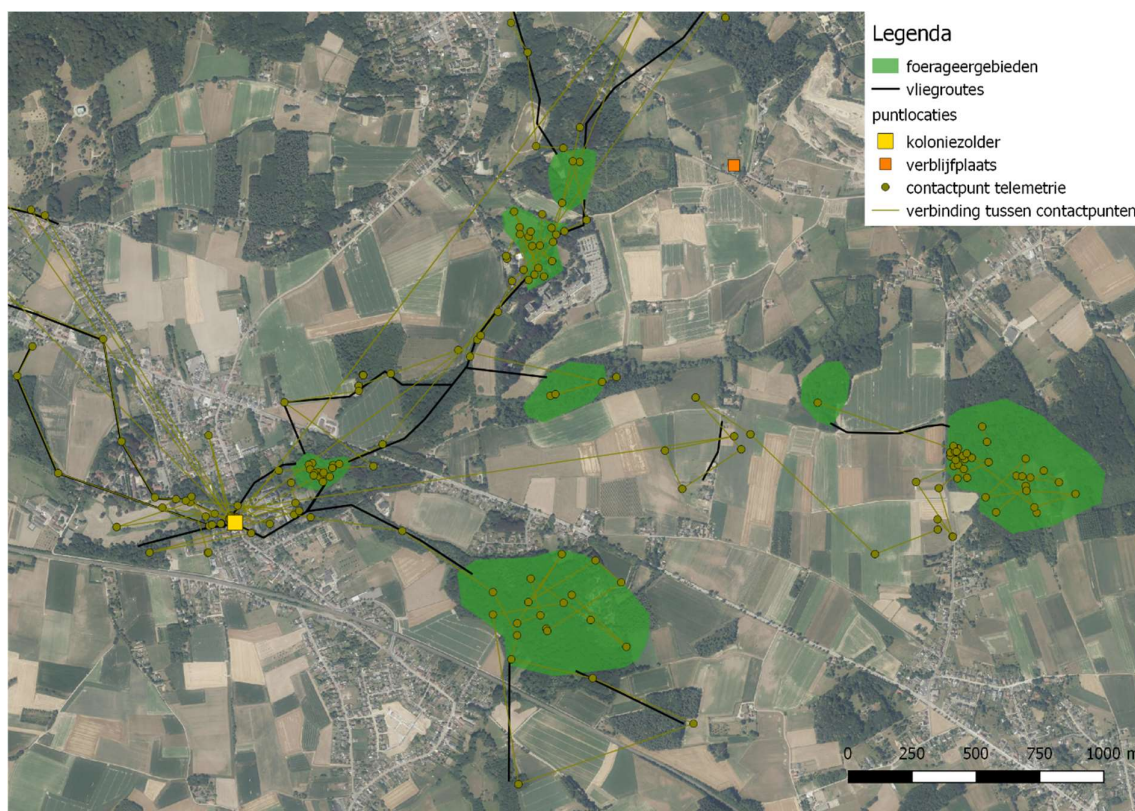 Legenda
foerageergebieden
vliegroutes
puntlocaties
koloniezolder
verblijfplaats
contactpunt telemetrie
verbinding tussen contactpunten
0 250 500 750 1000 m